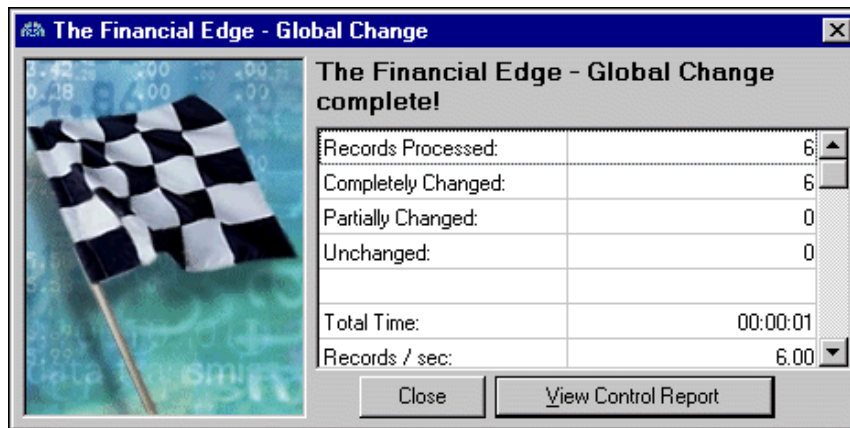 The Financial Edge - Global Change
The Financial Edge - Global Change
complete!
Records Processed: 6
Completely Changed: 6
Partially Changed: 0
Unchanged: 0
Total Time: 00:00:01
Records / sec: 6.00
Close View Control Report